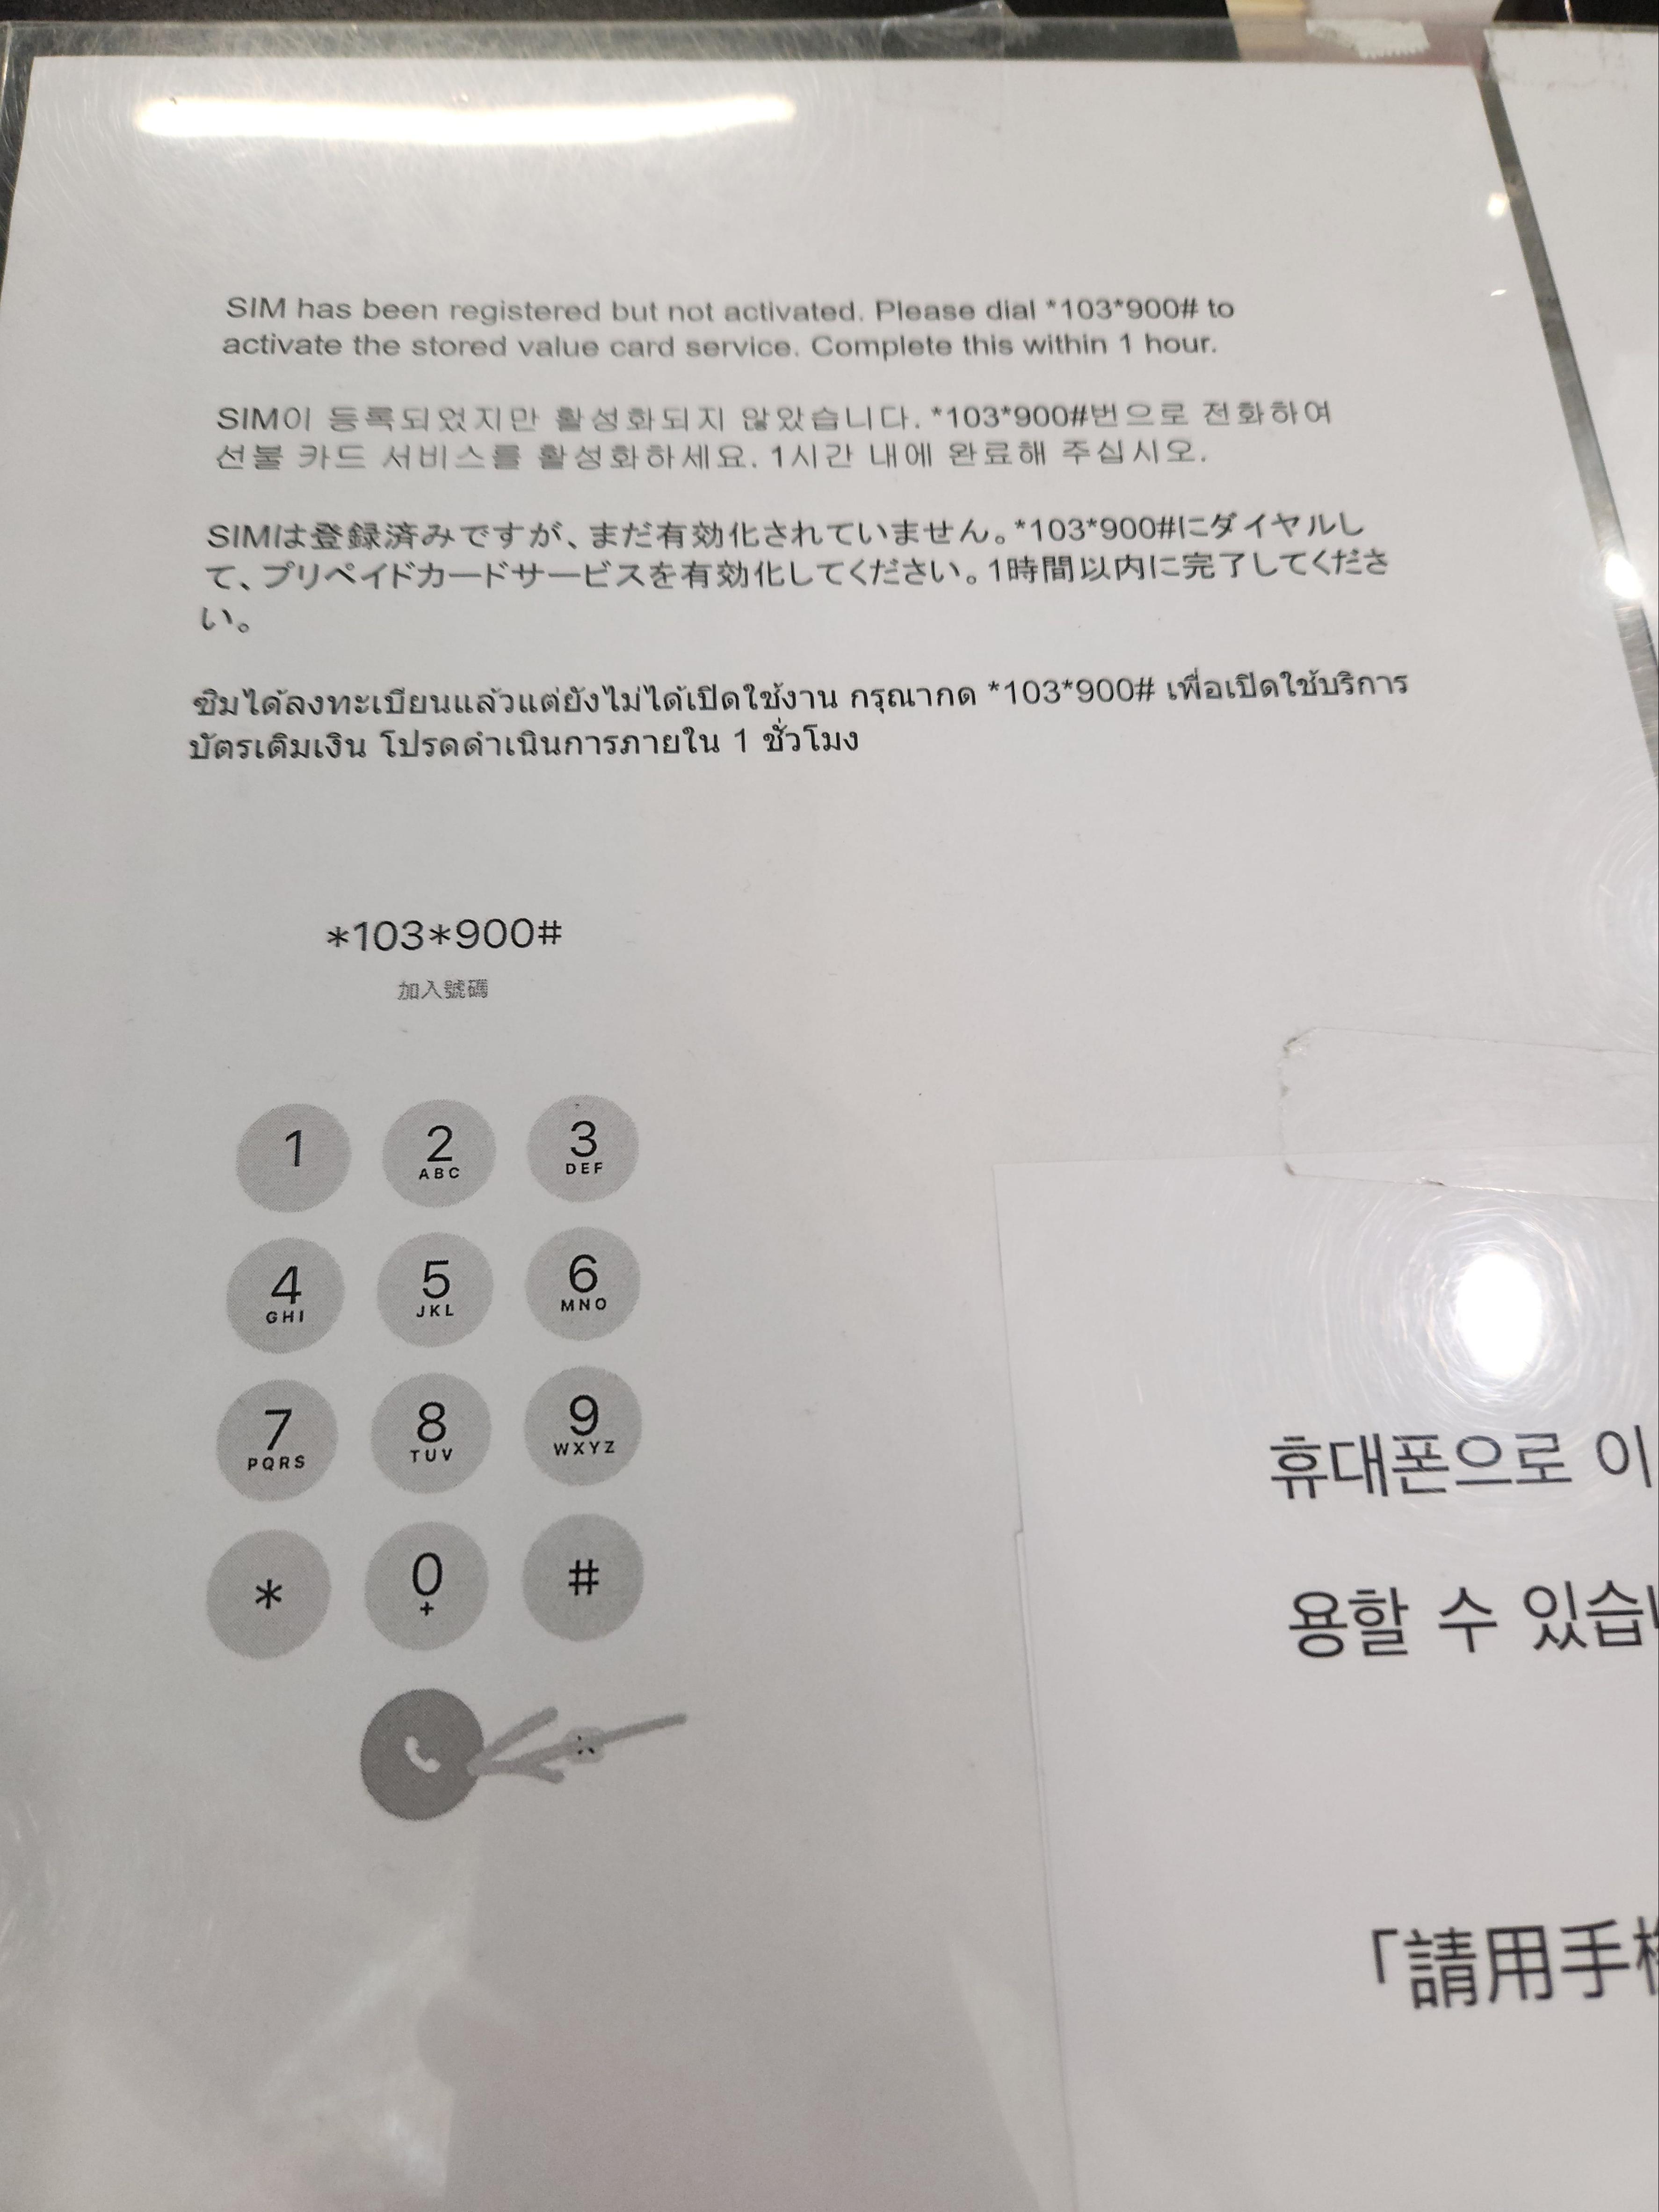 SIM has been registered but not activated. Please dial *103*900# to
activate the stored value card service. Complete this within 1 hour.
SIM이 등록되었지만 활성화되지 않았습니다. *103*900#번으로 전화하여
선불 카드 서비스를 활성화하세요. 1시간 내에 완료해 주십시오.
SIMは登録済みですが、まだ有効化されていません。*103*900#にダイヤルし
て、プリペイドカードサービスを有効化してください。1時間以内に完了してくださ
い。
ซิมได้ลงทะเบียนแล้วแต่ยังไม่ได้เปิดใช้งาน กรุณากด *103*900# เพื่อเปิดใช้บริการ
บัตรเติมเงิน โปรดดำเนินการภายใน 1 ชั่วโมง
*103*900#
加入號碼
1 2 3
ABC DEF
4 5 6
GHI JKL MNO
7 8 9
PQRS TUV WXYZ
* 0 #
+
휴대폰으로 이
용할 수 있습
「請用手